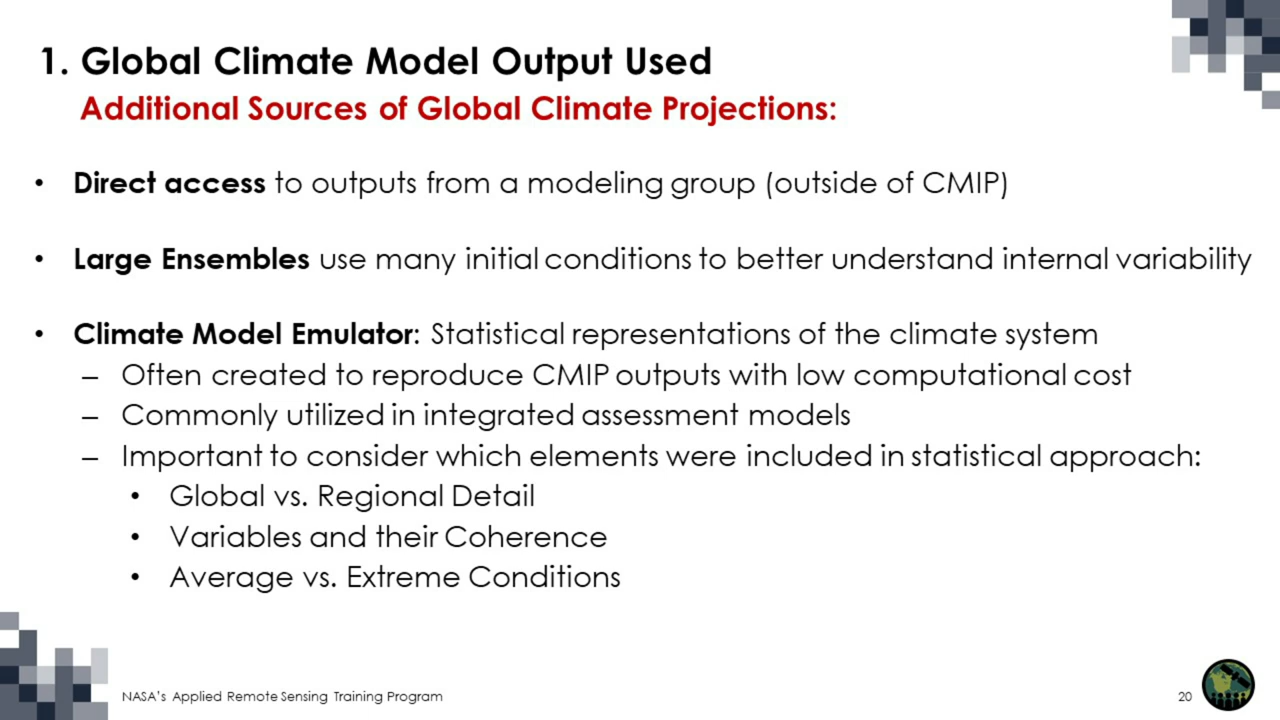 1. Global Climate Model Output Used
Additional Sources of Global Climate Projections:
• Direct access to outputs from a modeling group (outside of CMIP)
• Large Ensembles use many initial conditions to better understand internal variability
• Climate Model Emulator: Statistical representations of the climate system
– Often created to reproduce CMIP outputs with low computational cost
– Commonly utilized in integrated assessment models
– Important to consider which elements were included in statistical approach:
• Global vs. Regional Detail
• Variables and their Coherence
• Average vs. Extreme Conditions
NASA's Applied Remote Sensing Training Program
20